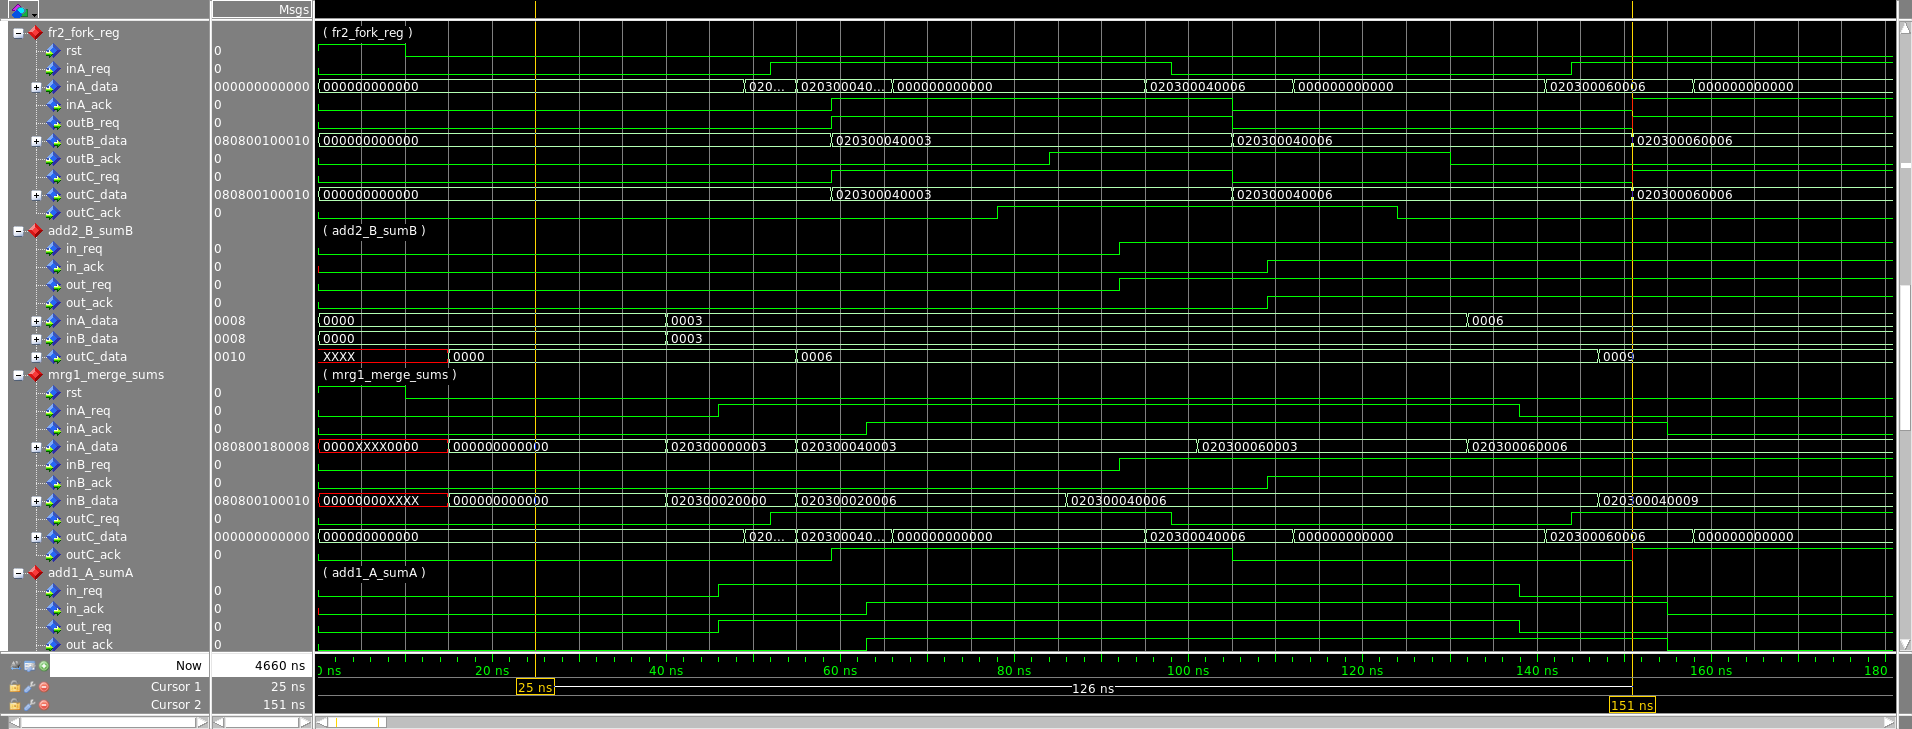 Msgs
fr2_fork_reg ( fr2_fork_reg )
rst 0
inA_req 0
inA_data 000000000000 000000000000 020... 020300040... 000000000000 020300040006 000000000000 020300060006 000000000000
inA_ack 0
outB_req 0
outB_data 080800100010 000000000000 020300040003 020300040006 020300060006
outB_ack 0
outC_req 0
outC_data 080800100010 000000000000 020300040003 020300040006 020300060006
outC_ack 0
add2_B_sumB ( add2_B_sumB )
in_req 0
in_ack 0
out_req 0
out_ack 0
inA_data 0008 0000 0003 0006
inB_data 0008 0000 0003
outC_data 0010 XXXX 0000 0006 0009
mrg1_merge_sums ( mrg1_merge_sums )
rst 0
inA_req 0
inA_ack 0
inA_data 080800180008 0000XXXX0000 000000000000 020300000003 020300040003 020300060003 020300060006
inB_req 0
inB_ack 0
inB_data 080800100010 00000000XXXX 000000000000 020300020000 020300020006 020300040006 020300040009
outC_req 0
outC_data 000000000000 000000000000 020... 020300040... 000000000000 020300040006 000000000000 020300060006 000000000000
outC_ack 0
add1_A_sumA ( add1_A_sumA )
in_req 0
in_ack 0
out_req 0
out_ack 0
Now 4660 ns 0 ns 20 ns 40 ns 60 ns 80 ns 100 ns 120 ns 140 ns 160 ns 180
Cursor 1 25 ns 25 ns 126 ns
Cursor 2 151 ns 151 ns